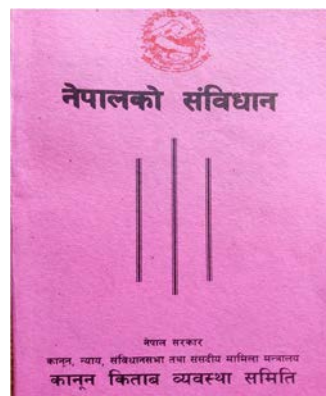 नेपालको संविधान
नेपाल सरकार
कानून, न्याय, संविधानसभा तथा संसदीय मामिला मन्त्रालय
कानून किताब व्यवस्था समिति